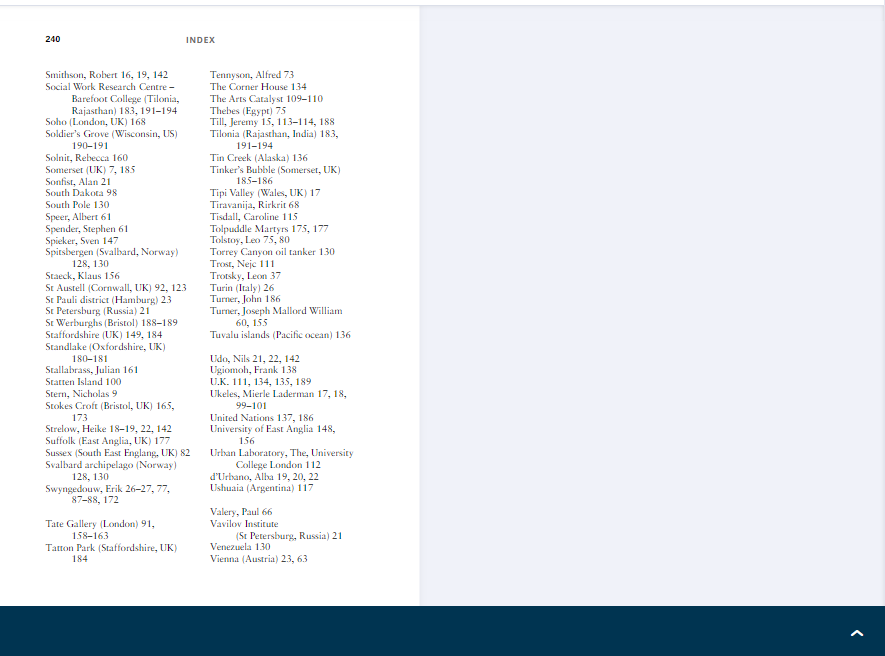 240
INDEX
Smithson, Robert 16, 19, 142
Social Work Research Centre –
Barefoot College (Tilonia,
Rajasthan) 183, 191–194
Soho (London, UK) 168
Soldier's Grove (Wisconsin, US)
190–191
Solnit, Rebecca 160
Somerset (UK) 7, 185
Sonfist, Alan 21
South Dakota 98
South Pole 130
Speer, Albert 61
Spender, Stephen 61
Spieker, Sven 147
Spitsbergen (Svalbard, Norway)
128, 130
Staeck, Klaus 156
St Austell (Cornwall, UK) 92, 123
St Pauli district (Hamburg) 23
St Petersburg (Russia) 21
St Werburghs (Bristol) 188–189
Staffordshire (UK) 149, 184
Standlake (Oxfordshire, UK)
180–181
Stallabrass, Julian 161
Statten Island 100
Stern, Nicholas 9
Stokes Croft (Bristol, UK) 165,
173
Strelow, Heike 18–19, 22, 142
Suffolk (East Anglia, UK) 177
Sussex (South East Englang, UK) 82
Svalbard archipelago (Norway)
128, 130
Swyngedouw, Erik 26–27, 77,
87–88, 172
Tate Gallery (London) 91,
158–163
Tatton Park (Staffordshire, UK)
184
Tennyson, Alfred 73
The Corner House 134
The Arts Catalyst 109–110
Thebes (Egypt) 75
Till, Jeremy 15, 113–114, 188
Tilonia (Rajasthan, India) 183,
191–194
Tin Creek (Alaska) 136
Tinker's Bubble (Somerset, UK)
185–186
Tipi Valley (Wales, UK) 17
Tiravanija, Rirkrit 68
Tisdall, Caroline 115
Tolpuddle Martyrs 175, 177
Tolstoy, Leo 75, 80
Torrey Canyon oil tanker 130
Trost, Nejc 111
Trotsky, Leon 37
Turin (Italy) 26
Turner, John 186
Turner, Joseph Mallord William
60, 155
Tuvalu islands (Pacific ocean) 136
Udo, Nils 21, 22, 142
Ugiomoh, Frank 138
U.K. 111, 134, 135, 189
Ukeles, Mierle Laderman 17, 18,
99–101
United Nations 137, 186
University of East Anglia 148,
156
Urban Laboratory, The, University
College London 112
d'Urbano, Alba 19, 20, 22
Ushuaia (Argentina) 117
Valery, Paul 66
Vavilov Institute
(St Petersburg, Russia) 21
Venezuela 130
Vienna (Austria) 23, 63